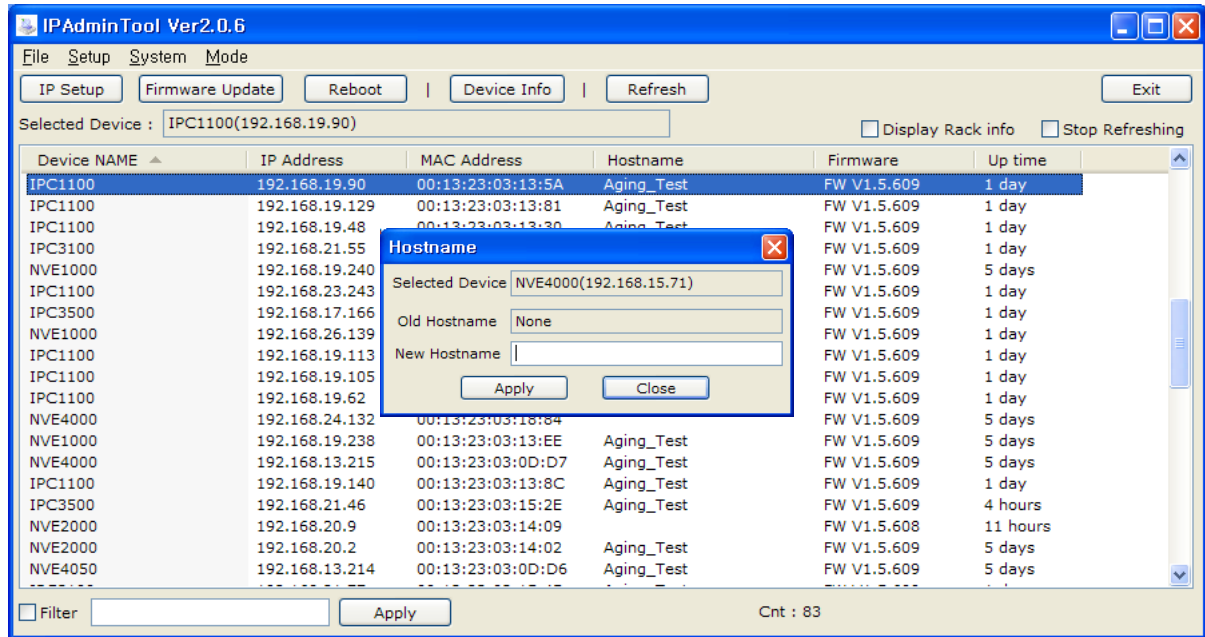 IPAdminTool Ver2.0.6
File Setup System Mode
IP Setup Firmware Update Reboot | Device Info | Refresh Exit
Selected Device : IPC1100(192.168.19.90)
Display Rack info Stop Refreshing
Device NAME IP Address MAC Address Hostname Firmware Up time
IPC1100 192.168.19.90 00:13:23:03:13:5A Aging_Test FW V1.5.609 1 day
IPC1100 192.168.19.129 00:13:23:03:13:81 Aging_Test FW V1.5.609 1 day
IPC1100 192.168.19.48 00:13:23:03:13:30 Aging_Test FW V1.5.609 1 day
IPC3100 192.168.21.55 FW V1.5.609 1 day
NVE1000 192.168.19.240 FW V1.5.609 5 days
IPC1100 192.168.23.243 FW V1.5.609 1 day
IPC3500 192.168.17.166 FW V1.5.609 1 day
NVE1000 192.168.26.139 FW V1.5.609 1 day
IPC1100 192.168.19.113 FW V1.5.609 1 day
IPC1100 192.168.19.105 FW V1.5.609 1 day
IPC1100 192.168.19.62 FW V1.5.609 1 day
NVE4000 192.168.24.132 00:13:23:03:18:84 FW V1.5.609 5 days
NVE1000 192.168.19.238 00:13:23:03:13:EE Aging_Test FW V1.5.609 5 days
NVE4000 192.168.13.215 00:13:23:03:0D:D7 Aging_Test FW V1.5.609 5 days
IPC1100 192.168.19.140 00:13:23:03:13:8C Aging_Test FW V1.5.609 1 day
IPC3500 192.168.21.46 00:13:23:03:15:2E Aging_Test FW V1.5.609 4 hours
NVE2000 192.168.20.9 00:13:23:03:14:09 FW V1.5.608 11 hours
NVE2000 192.168.20.2 00:13:23:03:14:02 Aging_Test FW V1.5.609 5 days
NVE4050 192.168.13.214 00:13:23:03:0D:D6 Aging_Test FW V1.5.609 5 days
Hostname
Selected Device NVE4000(192.168.15.71)
Old Hostname None
New Hostname
Apply Close
Filter Apply Cnt : 83